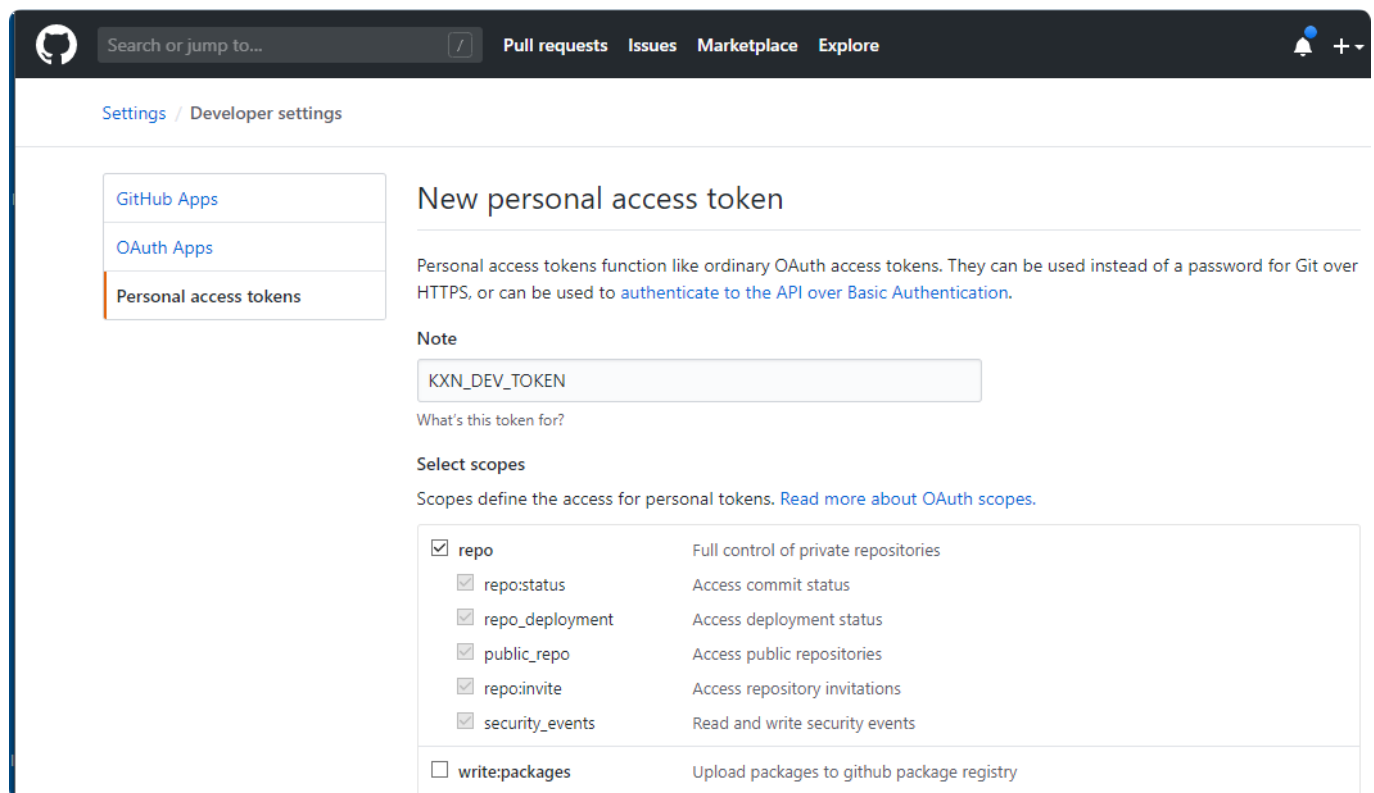 Search or jump to... /
Pull requests Issues Marketplace Explore
Settings / Developer settings
GitHub Apps
OAuth Apps
Personal access tokens
New personal access token
Personal access tokens function like ordinary OAuth access tokens. They can be used instead of a password for Git over
HTTPS, or can be used to authenticate to the API over Basic Authentication.
Note
KXN_DEV_TOKEN
What's this token for?
Select scopes
Scopes define the access for personal tokens. Read more about OAuth scopes.
repo Full control of private repositories
repo:status Access commit status
repo_deployment Access deployment status
public_repo Access public repositories
repo:invite Access repository invitations
security_events Read and write security events
write:packages Upload packages to github package registry